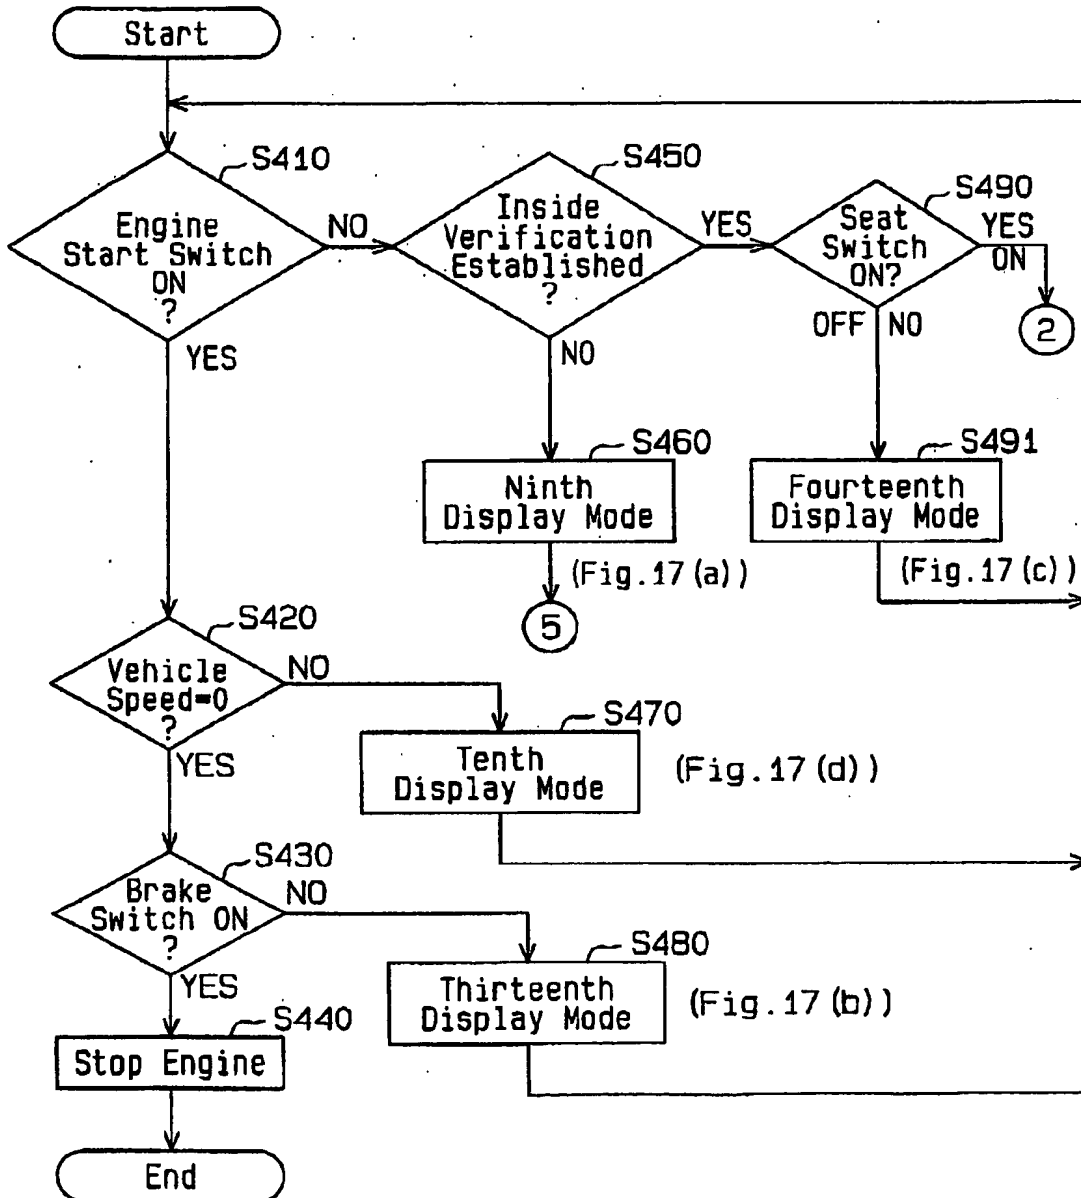 Start
S410
Engine
Start Switch
ON
?
NO
YES
S450
Inside
Verification
Established
?
YES
NO
S490
Seat
Switch
ON?
YES
ON
2
OFF NO
S460
Ninth
Display Mode
(Fig.17(a))
5
S491
Fourteenth
Display Mode
(Fig.17(c))
S420
Vehicle
Speed=0
?
NO
YES
S470
Tenth
Display Mode
(Fig.17(d))
S430
Brake
Switch ON
?
NO
YES
S480
Thirteenth
Display Mode
(Fig.17(b))
S440
Stop Engine
End